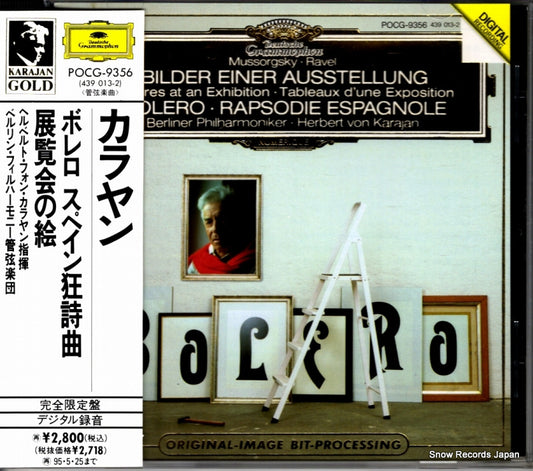 KARAJAN
GOLD
Deutsche
Grammophon
POCG-9356
(439 013-2)
〈管弦楽曲〉
カラヤン
ボレロ スペイン狂詩曲
展覧会の絵
ヘルベルト・フォン・カラヤン指揮
ベルリン・フィルハーモニー管弦楽団
完全限定盤
デジタル録音
¥2,800(税込)
(税抜価格¥2,718)
95・5・25まで
POCG-9356 439 013-2
DIGITAL
RECORDING
Deutsche
Grammophon
Mussorgsky · Ravel
BILDER EINER AUSSTELLUNG
res at an Exhibition · Tableaux d'une Exposition
OLERO · RAPSODIE ESPAGNOLE
Berliner Philharmoniker · Herbert von Karajan
NUMERIQUE
BOLERO
ORIGINAL-IMAGE BIT-PROCESSING
Snow Records Japan